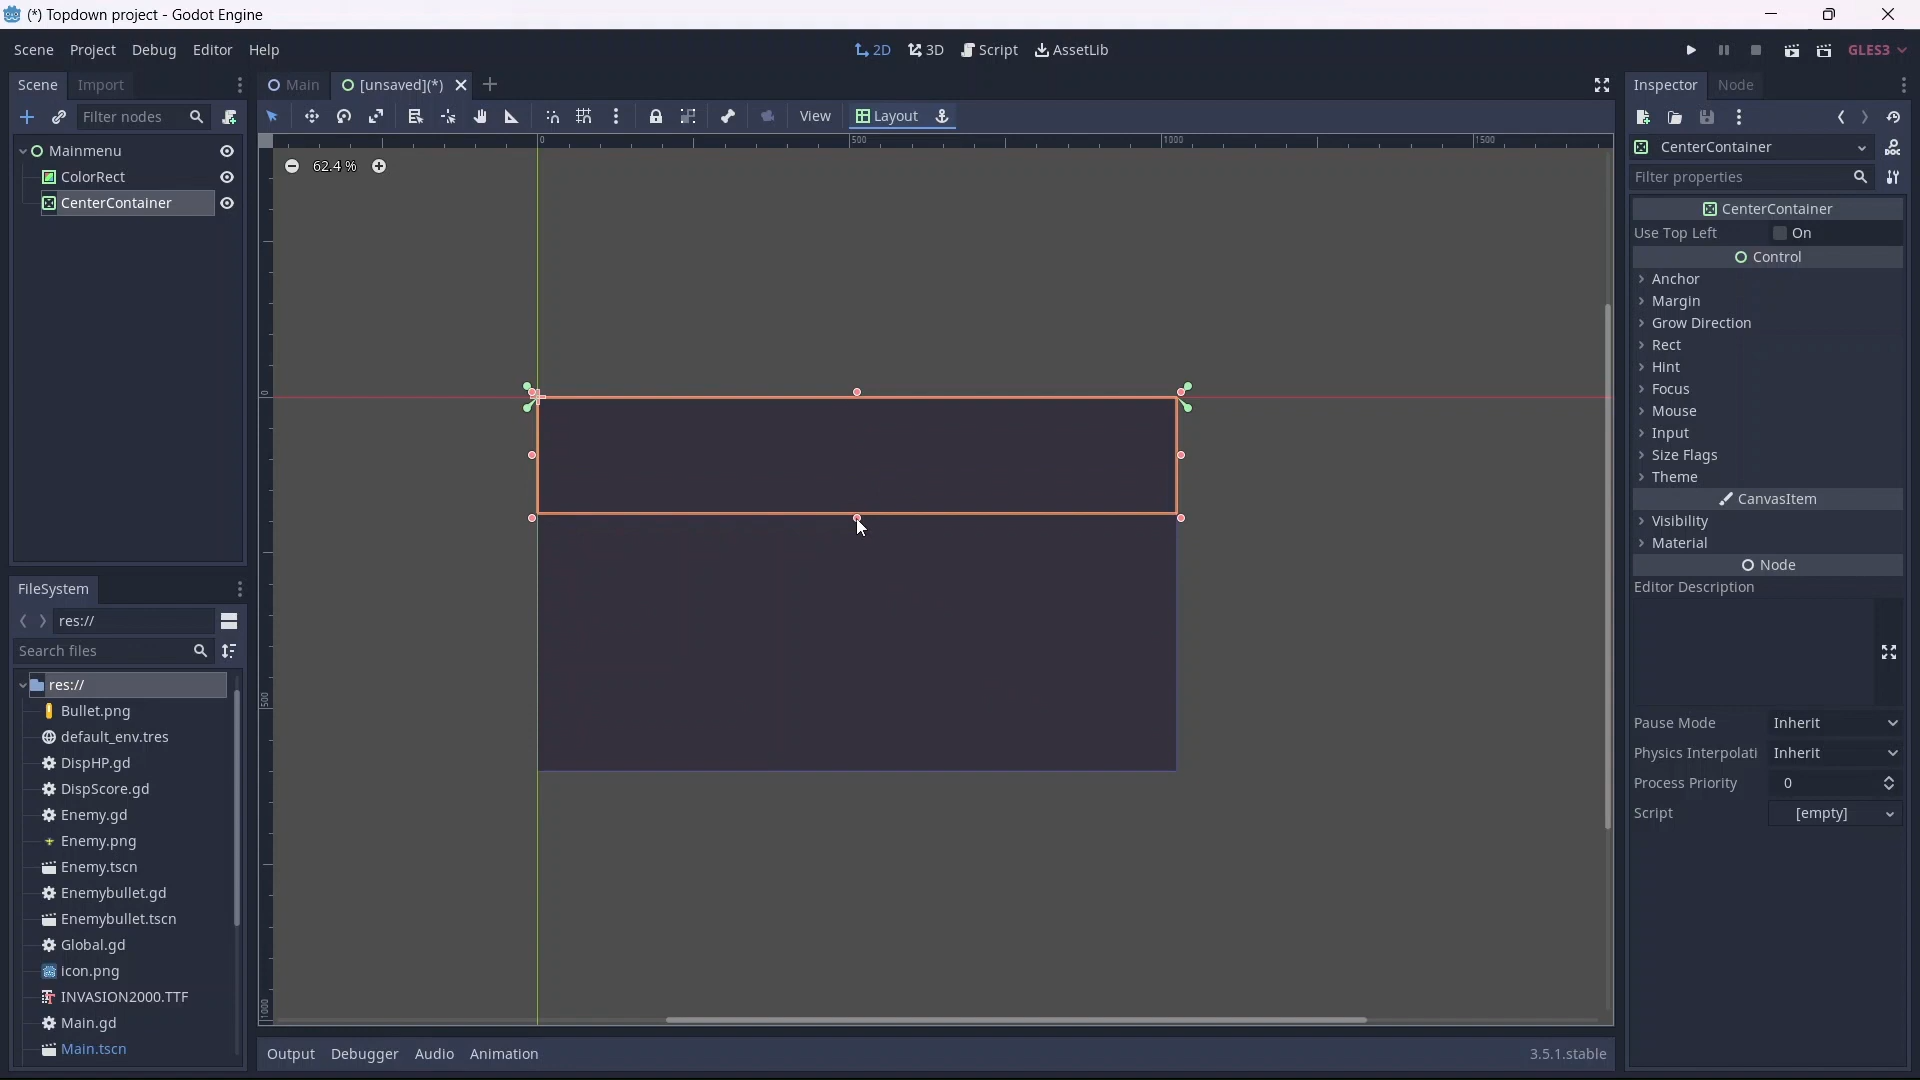 (*) Topdown project - Godot Engine
Scene Project Debug Editor Help
2D 3D Script AssetLib
GLES3
Scene Import
Main [unsaved](*)
Inspector Node
Filter nodes
View Layout
Mainmenu
ColorRect
CenterContainer
0 500 1000 1500
62.4 %
0
500
1000
CenterContainer
Filter properties
CenterContainer
Use Top Left On
Control
Anchor
Margin
Grow Direction
Rect
Hint
Focus
Mouse
Input
Size Flags
Theme
CanvasItem
Visibility
Material
Node
Editor Description
Pause Mode Inherit
Physics Interpolati Inherit
Process Priority 0
Script [empty]
FileSystem
res://
Search files
res://
Bullet.png
default_env.tres
DispHP.gd
DispScore.gd
Enemy.gd
Enemy.png
Enemy.tscn
Enemybullet.gd
Enemybullet.tscn
Global.gd
icon.png
INVASION2000.TTF
Main.gd
Main.tscn
Output Debugger Audio Animation
3.5.1.stable